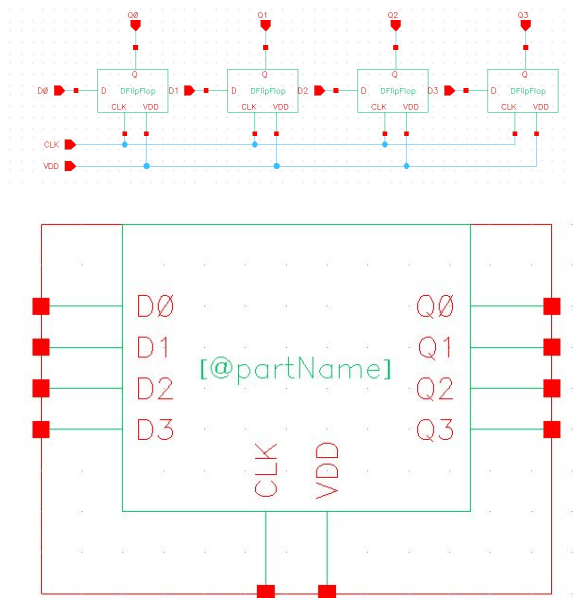 Q0 Q1 Q2 Q3
Q Q Q Q
D0 D DFlipFlop D1 D DFlipFlop D2 D DFlipFlop D3 D DFlipFlop
CLK VDD CLK VDD CLK VDD CLK VDD
CLK
VDD
D0 Q0
D1 Q1
[@partName]
D2 Q2
D3 Q3
CLK VDD